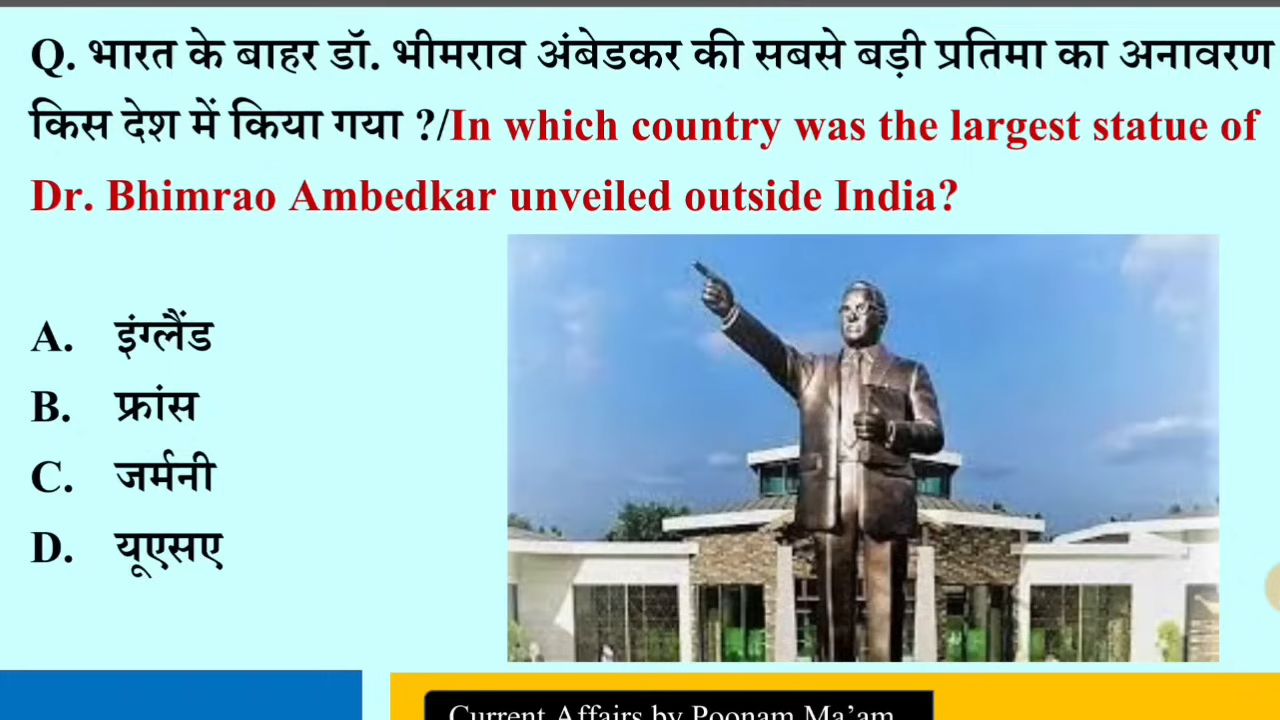 Q. भारत के बाहर डॉ. भीमराव अंबेडकर की सबसे बड़ी प्रतिमा का अनावरण
किस देश में किया गया ?/In which country was the largest statue of
Dr. Bhimrao Ambedkar unveiled outside India?
A. इंग्लैंड
B. फ्रांस
C. जर्मनी
D. यूएसए
Current Affairs by Poonam Ma’am